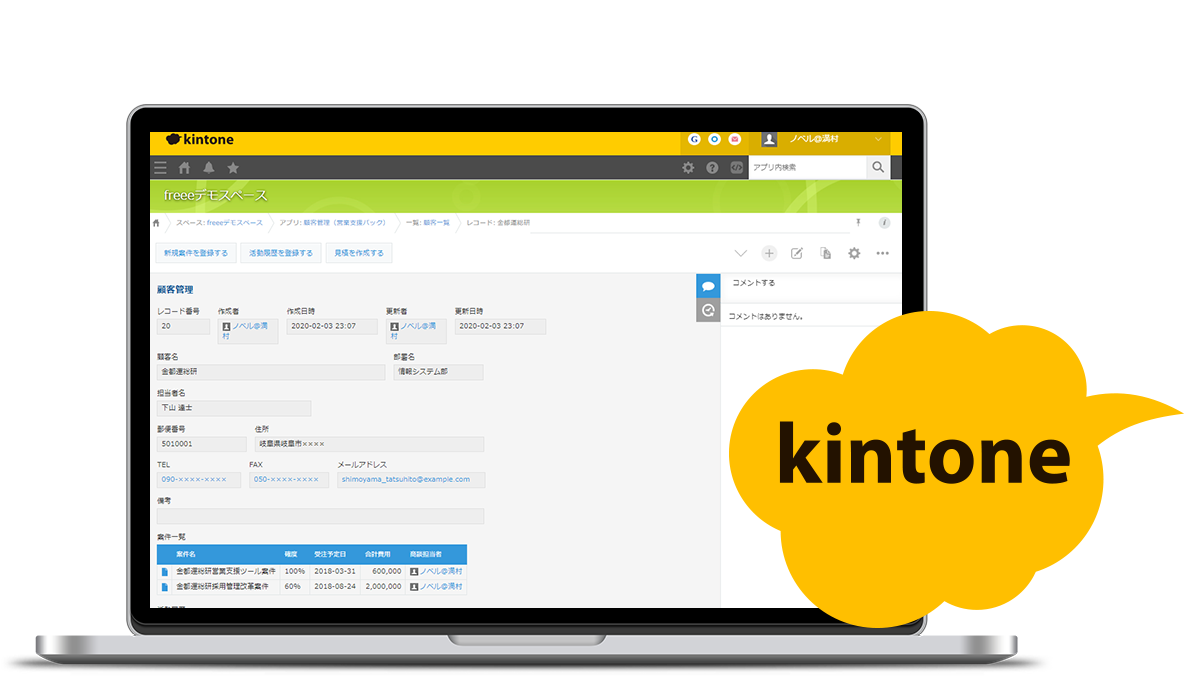 kintone
G
ノベル@満村
アプリ内検索
freeeデモスペース
スペース: freeeデモスペース アプリ: 顧客管理（営業支援パック） 一覧: 顧客一覧 レコード: 金都運総研
新規案件を登録する 活動履歴を登録する 見積を作成する
コメントする
コメントはありません。
顧客管理
レコード番号 作成者 作成日時 更新者 更新日時
20 ノベル@満村 2020-02-03 23:07 ノベル@満村 2020-02-03 23:07
顧客名 部署名
金都運総研 情報システム部
担当者名
下山 達士
郵便番号 住所
5010001 岐阜県岐阜市××××
TEL FAX メールアドレス
090-××××-×××× 050-××××-×××× shimoyama_tatsuhito@example.com
備考
案件一覧
案件名 確度 受注予定日 合計費用 商談担当者
金都運総研営業支援ツール案件 100% 2018-03-31 600,000 ノベル@満村
金都運総研採用管理改革案件 60% 2018-08-24 2,000,000 ノベル@満村
kintone